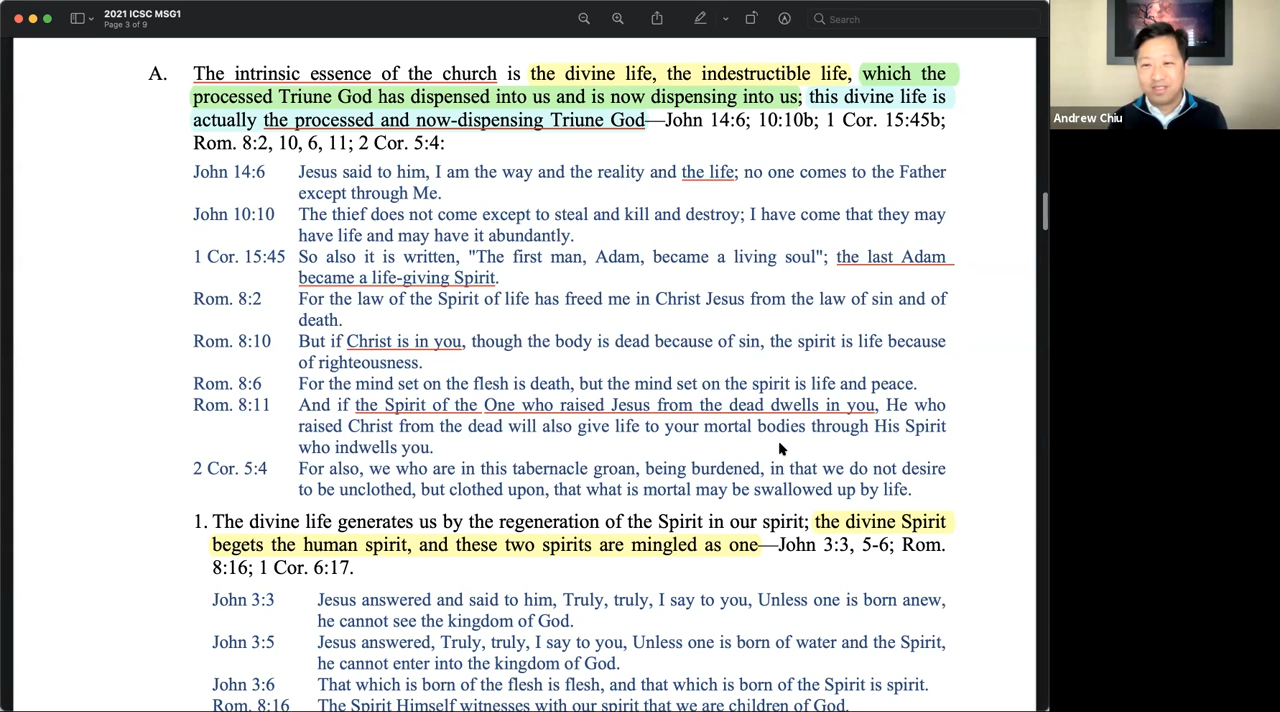 2021 ICSC MSG1
Page 3 of 9
Search
Andrew Chiu
A. The intrinsic essence of the church is the divine life, the indestructible life, which the
processed Triune God has dispensed into us and is now dispensing into us; this divine life is
actually the processed and now-dispensing Triune God—John 14:6; 10:10b; 1 Cor. 15:45b;
Rom. 8:2, 10, 6, 11; 2 Cor. 5:4:
John 14:6 Jesus said to him, I am the way and the reality and the life; no one comes to the Father
except through Me.
John 10:10 The thief does not come except to steal and kill and destroy; I have come that they may
have life and may have it abundantly.
1 Cor. 15:45 So also it is written, "The first man, Adam, became a living soul"; the last Adam
became a life-giving Spirit.
Rom. 8:2 For the law of the Spirit of life has freed me in Christ Jesus from the law of sin and of
death.
Rom. 8:10 But if Christ is in you, though the body is dead because of sin, the spirit is life because
of righteousness.
Rom. 8:6 For the mind set on the flesh is death, but the mind set on the spirit is life and peace.
Rom. 8:11 And if the Spirit of the One who raised Jesus from the dead dwells in you, He who
raised Christ from the dead will also give life to your mortal bodies through His Spirit
who indwells you.
2 Cor. 5:4 For also, we who are in this tabernacle groan, being burdened, in that we do not desire
to be unclothed, but clothed upon, that what is mortal may be swallowed up by life.
1. The divine life generates us by the regeneration of the Spirit in our spirit; the divine Spirit
begets the human spirit, and these two spirits are mingled as one—John 3:3, 5-6; Rom.
8:16; 1 Cor. 6:17.
John 3:3 Jesus answered and said to him, Truly, truly, I say to you, Unless one is born anew,
he cannot see the kingdom of God.
John 3:5 Jesus answered, Truly, truly, I say to you, Unless one is born of water and the Spirit,
he cannot enter into the kingdom of God.
John 3:6 That which is born of the flesh is flesh, and that which is born of the Spirit is spirit.
Rom. 8:16 The Spirit Himself witnesses with our spirit that we are children of God.